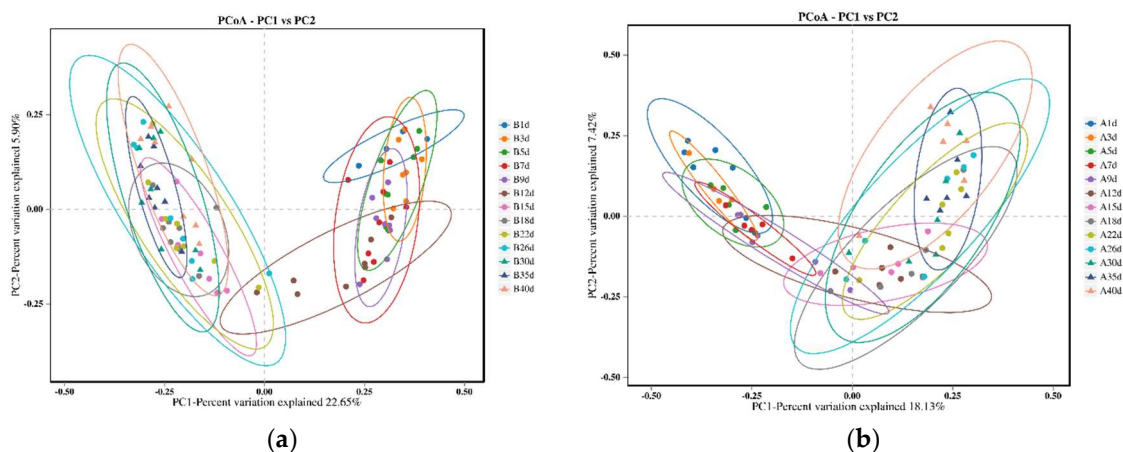 PCoA - PC1 vs PC2
PC2-Percent variation explained 5.90%
0.25
0.00
-0.25
-0.50
-0.25
0.00
0.25
0.50
PC1-Percent variation explained 22.65%
B1d
B3d
B5d
B7d
B9d
B12d
B15d
B18d
B22d
B26d
B30d
B35d
B40d
(a)
PCoA - PC1 vs PC2
PC2-Percent variation explained 7.42%
0.50
0.25
0.00
-0.25
-0.50
-0.50
-0.25
0.00
0.25
0.50
PC1-Percent variation explained 18.13%
A1d
A3d
A5d
A7d
A9d
A12d
A15d
A18d
A22d
A26d
A30d
A35d
A40d
(b)